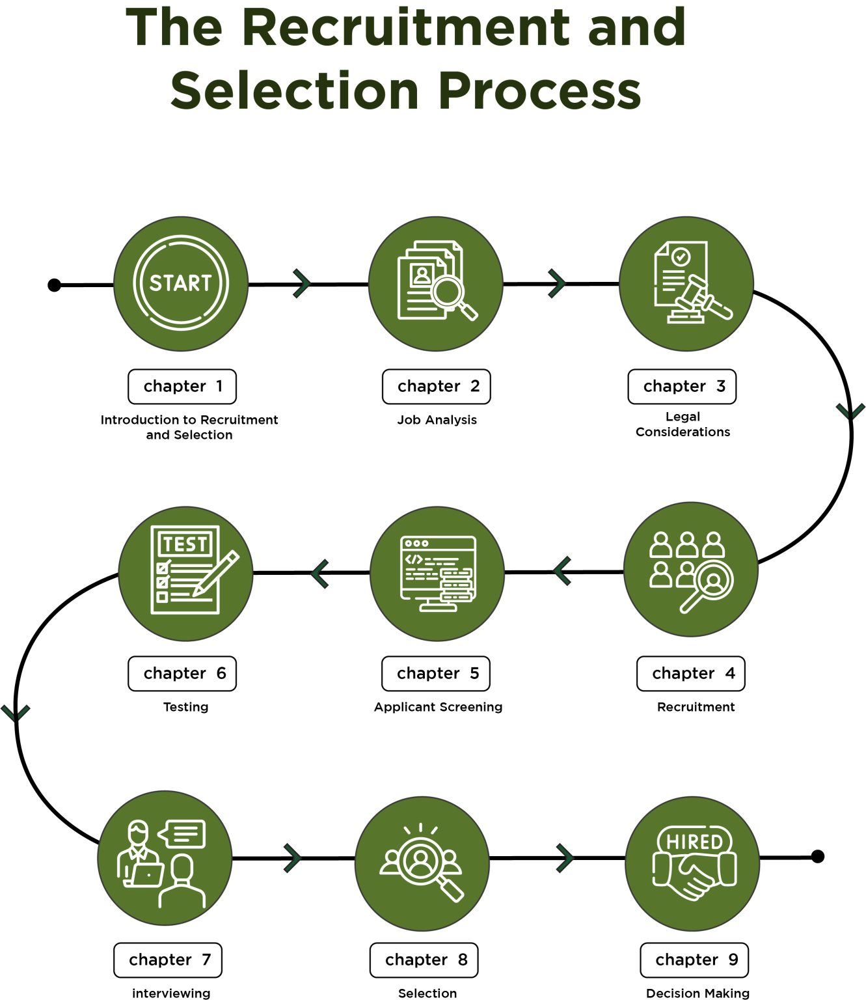 The Recruitment and
Selection Process
START
chapter 1
Introduction to Recruitment
and Selection
chapter 2
Job Analysis
chapter 3
Legal
Considerations
chapter 4
Recruitment
</>
chapter 5
Applicant Screening
TEST
chapter 6
Testing
chapter 7
interviewing
chapter 8
Selection
HIRED
chapter 9
Decision Making